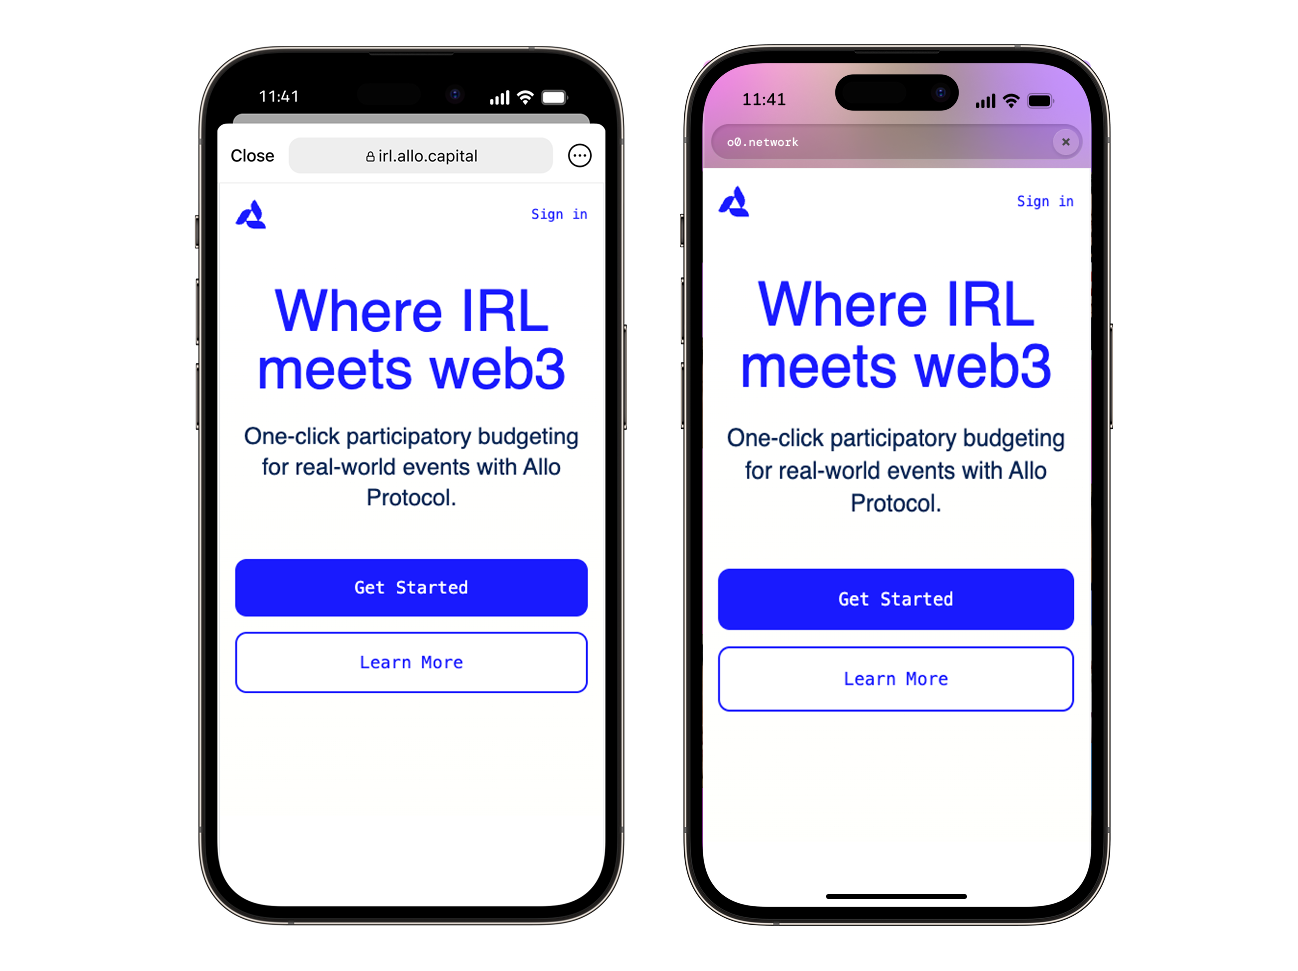 11:41
Close
irl.allo.capital
Sign in
Where IRL
meets web3
One-click participatory budgeting
for real-world events with Allo
Protocol.
Get Started
Learn More
11:41
o0.network
Sign in
Where IRL
meets web3
One-click participatory budgeting
for real-world events with Allo
Protocol.
Get Started
Learn More